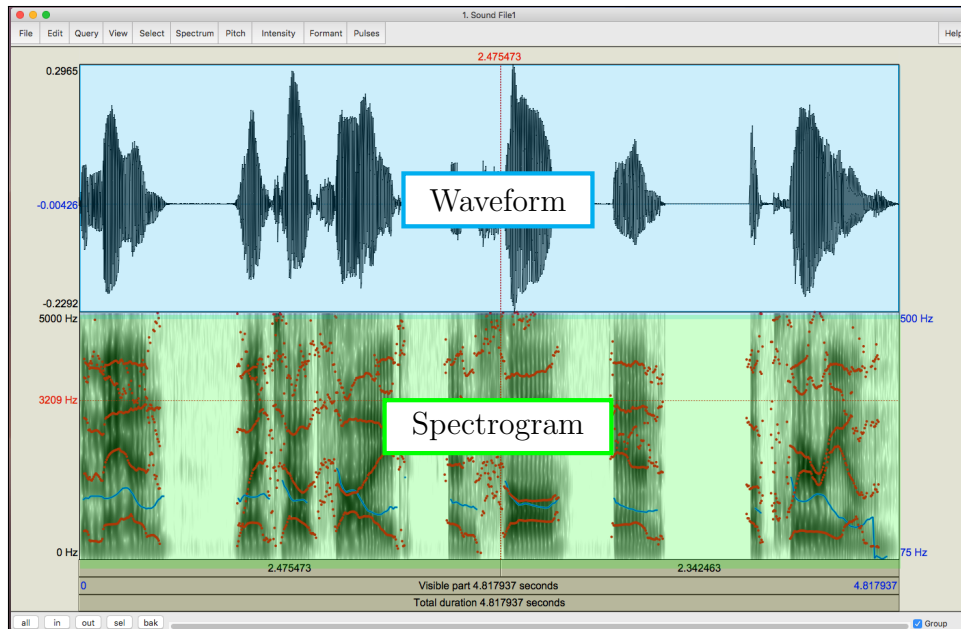 1. Sound File1
File Edit Query View Select Spectrum Pitch Intensity Formant Pulses Help
2.475473
0.2965
Waveform
-0.00426
-0.2292
5000 Hz 500 Hz
3209 Hz
Spectrogram
0 Hz 75 Hz
2.475473 2.342463
0 Visible part 4.817937 seconds 4.817937
Total duration 4.817937 seconds
all in out sel bak Group